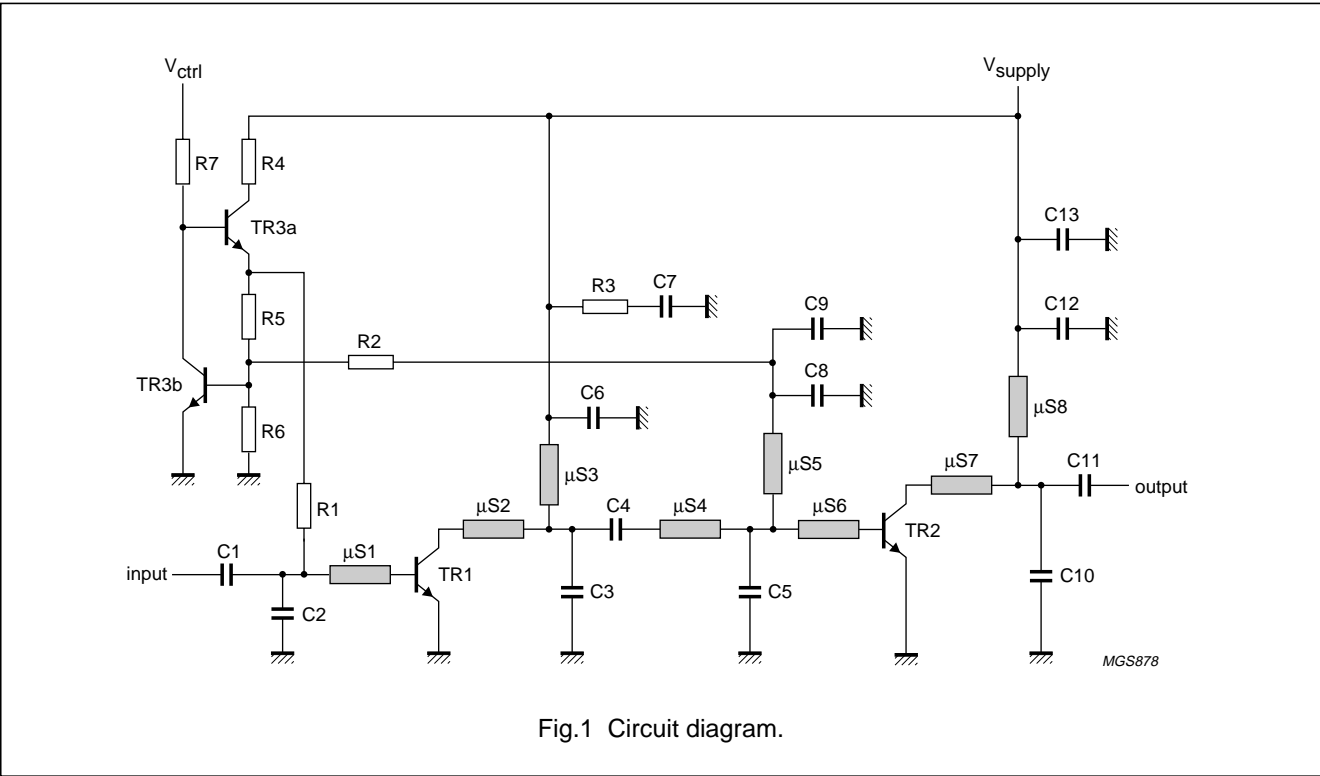 Vctrl
Vsupply
R7
R4
C13
TR3a
R3
C7
C9
C12
R5
R2
TR3b
C8
C6
μS8
R6
μS3
μS5
μS7
C11
output
R1
μS2
C4
μS4
μS6
TR2
C1
μS1
input
TR1
C3
C5
C10
C2
MGS878
Fig.1 Circuit diagram.